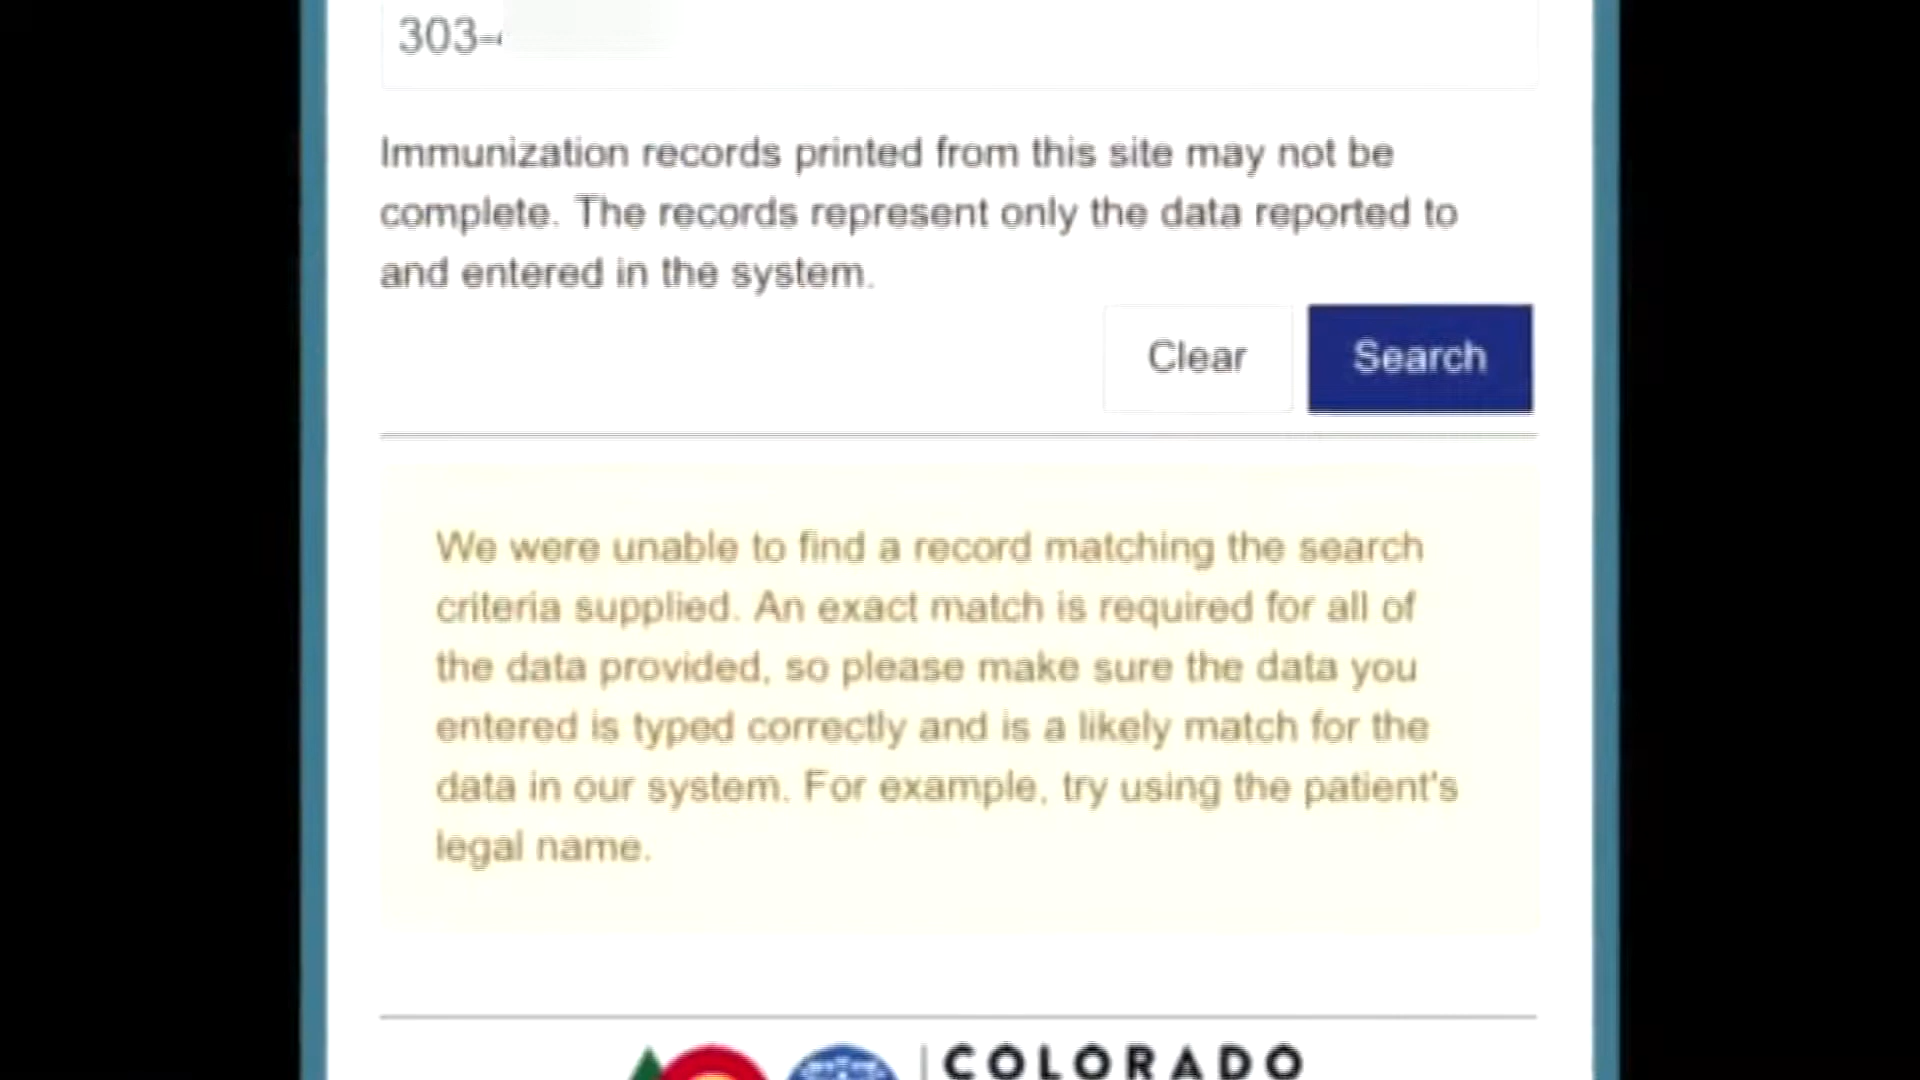 303-
Immunization records printed from this site may not be
complete. The records represent only the data reported to
and entered in the system.
Clear
Search
We were unable to find a record matching the search
criteria supplied. An exact match is required for all of
the data provided, so please make sure the data you
entered is typed correctly and is a likely match for the
data in our system. For example, try using the patient's
legal name.
COLORADO